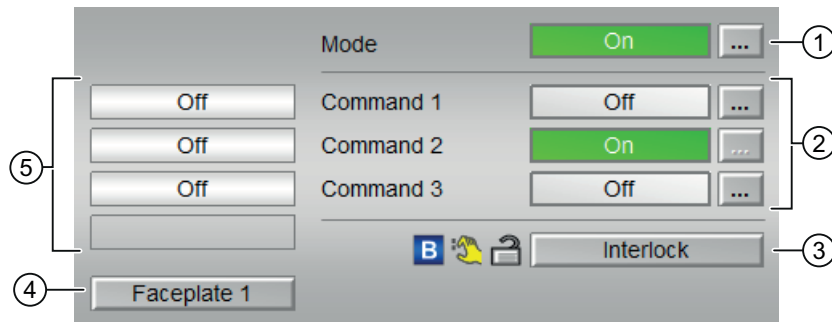 Mode On ... 1
Off Command 1 Off ...
Off Command 2 On ... 2
5
Off Command 3 Off ...
B Interlock 3
4 Faceplate 1